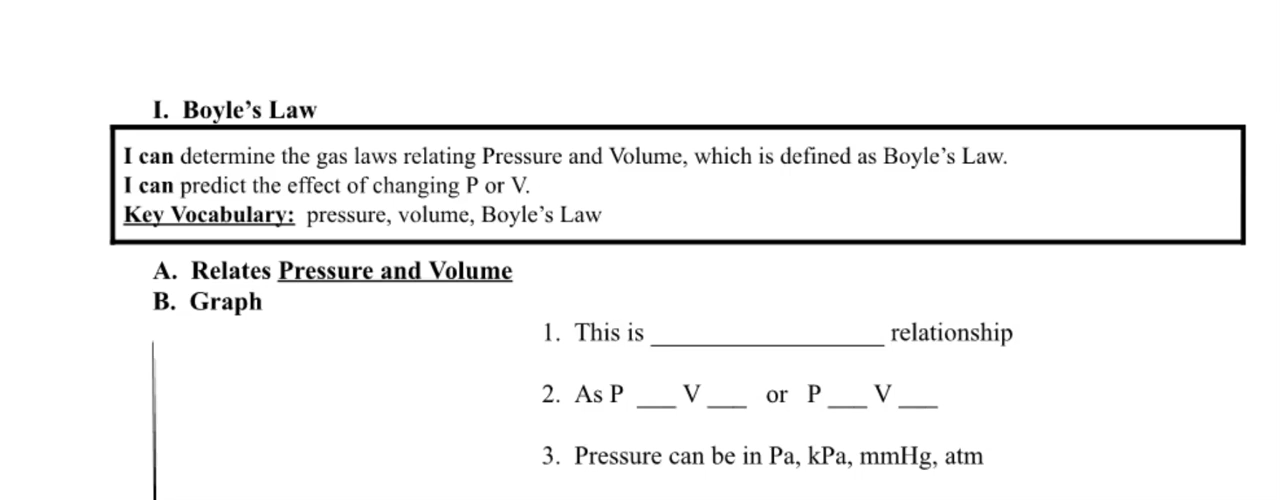 I. Boyle’s Law
I can determine the gas laws relating Pressure and Volume, which is defined as Boyle’s Law.
I can predict the effect of changing P or V.
Key Vocabulary: pressure, volume, Boyle’s Law
A. Relates Pressure and Volume
B. Graph
1. This is ___________________ relationship
2. As P ___ V ___ or P ___ V ___
3. Pressure can be in Pa, kPa, mmHg, atm